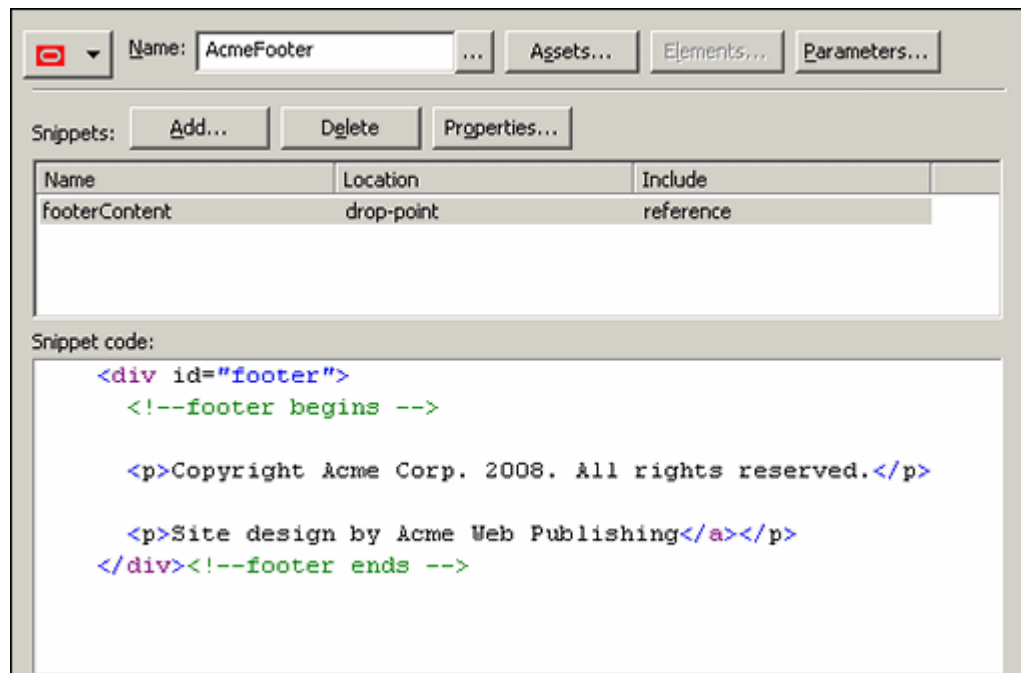 Name: AcmeFooter ... Assets... Elements... Parameters...
Snippets: Add... Delete Properties...
Name Location Include
footerContent drop-point reference
Snippet code:
<div id="footer">
<!--footer begins -->
<p>Copyright Acme Corp. 2008. All rights reserved.</p>
<p>Site design by Acme Web Publishing</a></p>
</div><!--footer ends -->